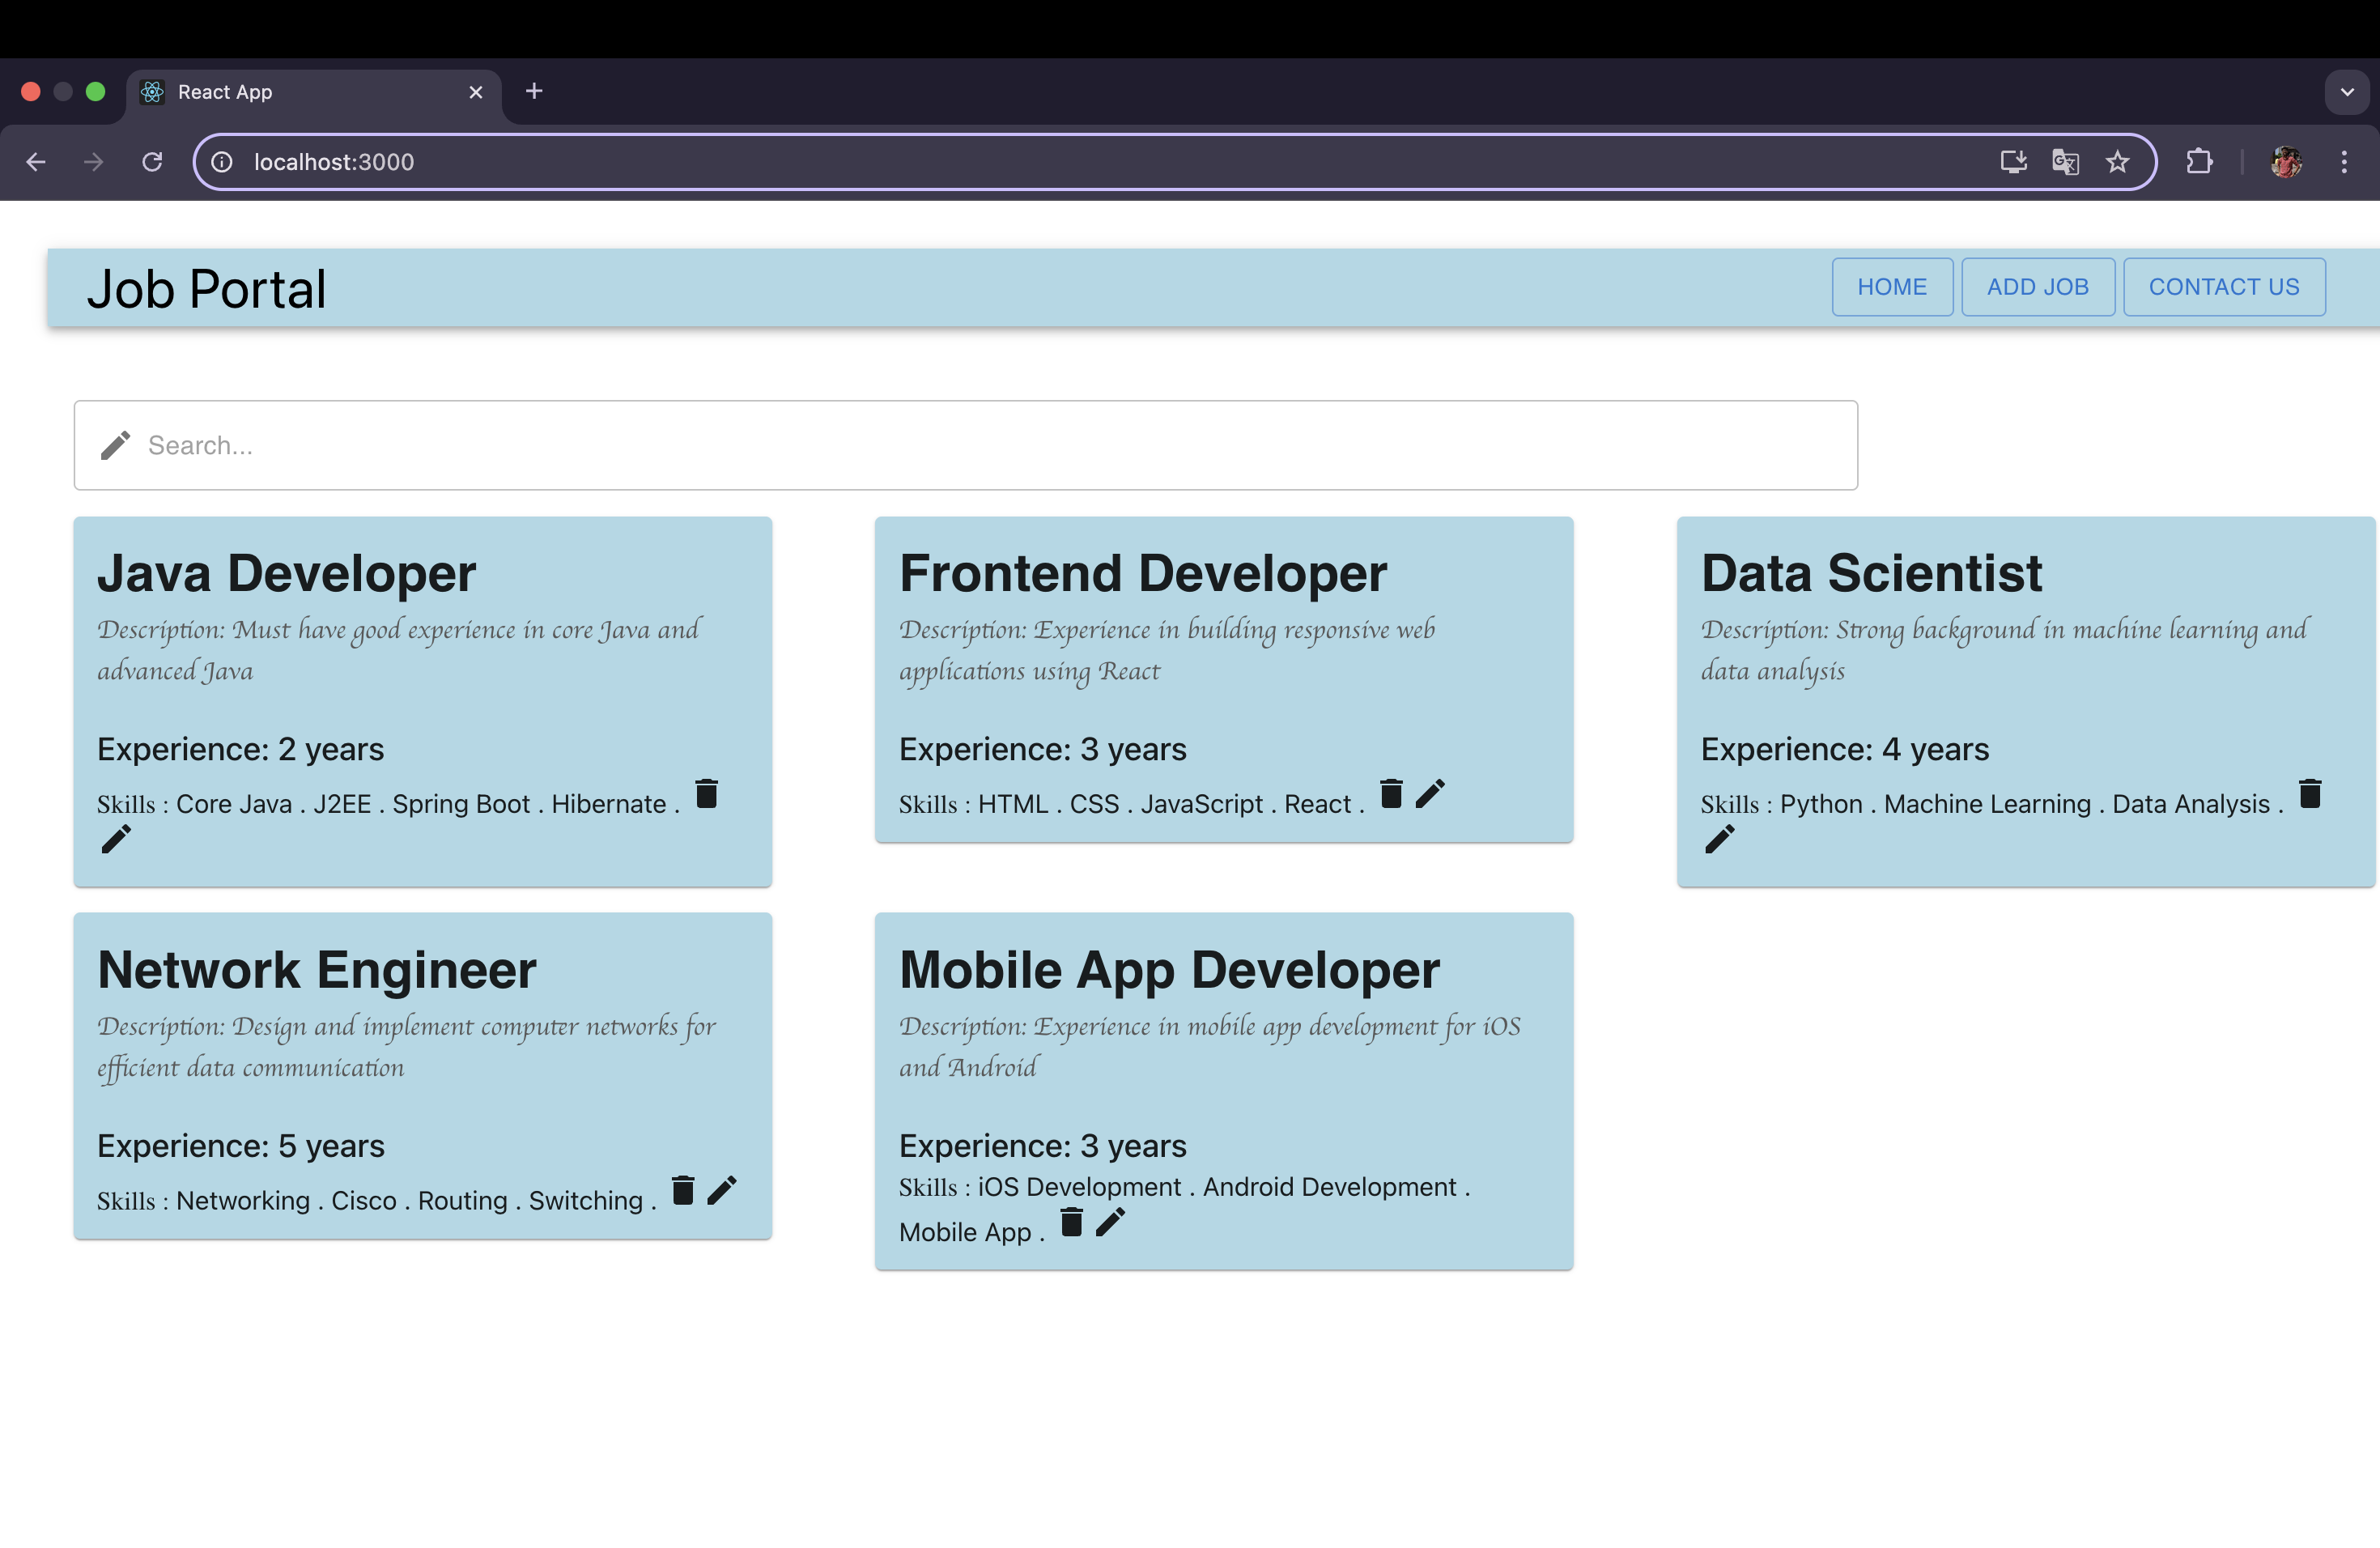 React App
localhost:3000
Job Portal
HOME
ADD JOB
CONTACT US
Search...
Java Developer
Description: Must have good experience in core Java and
advanced Java
Experience: 2 years
Skills : Core Java . J2EE . Spring Boot . Hibernate .
Frontend Developer
Description: Experience in building responsive web
applications using React
Experience: 3 years
Skills : HTML . CSS . JavaScript . React .
Data Scientist
Description: Strong background in machine learning and
data analysis
Experience: 4 years
Skills : Python . Machine Learning . Data Analysis .
Network Engineer
Description: Design and implement computer networks for
efficient data communication
Experience: 5 years
Skills : Networking . Cisco . Routing . Switching .
Mobile App Developer
Description: Experience in mobile app development for iOS
and Android
Experience: 3 years
Skills : iOS Development . Android Development .
Mobile App .